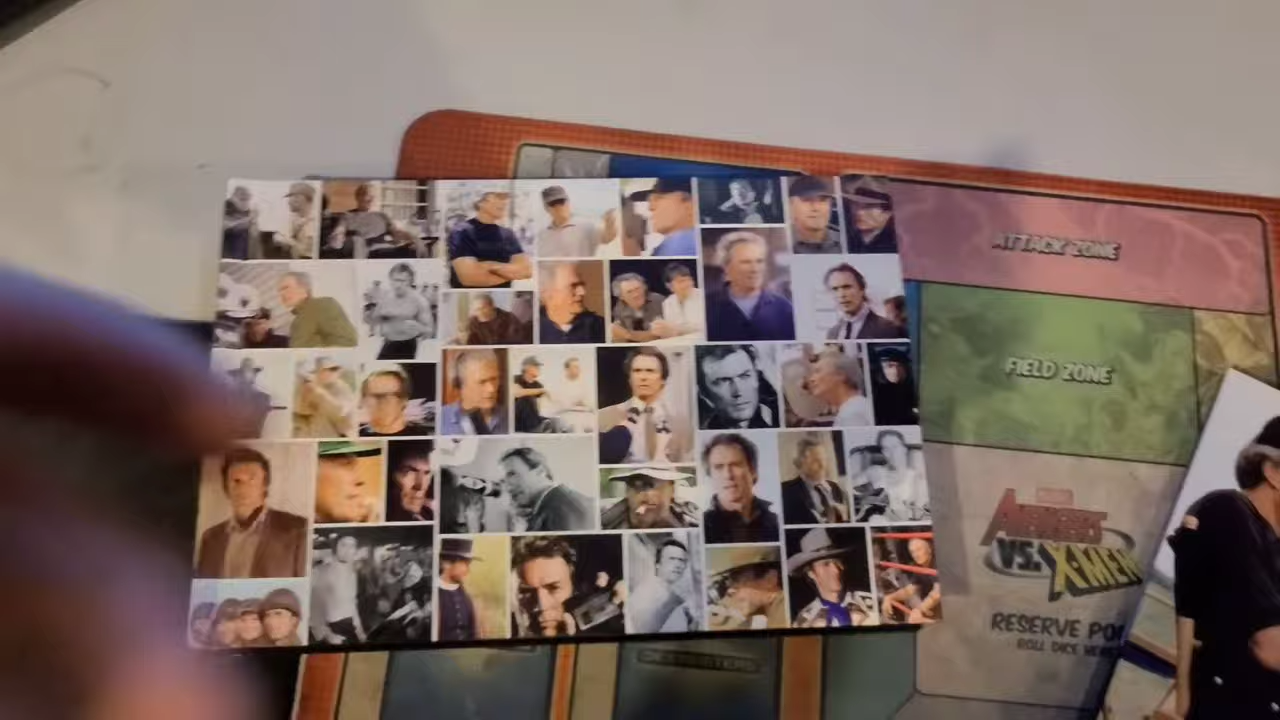 ATTACK ZONE
FIELD ZONE
AVENGERS
VS.
X-MEN
RESERVE PO
ROLL DICE HERE